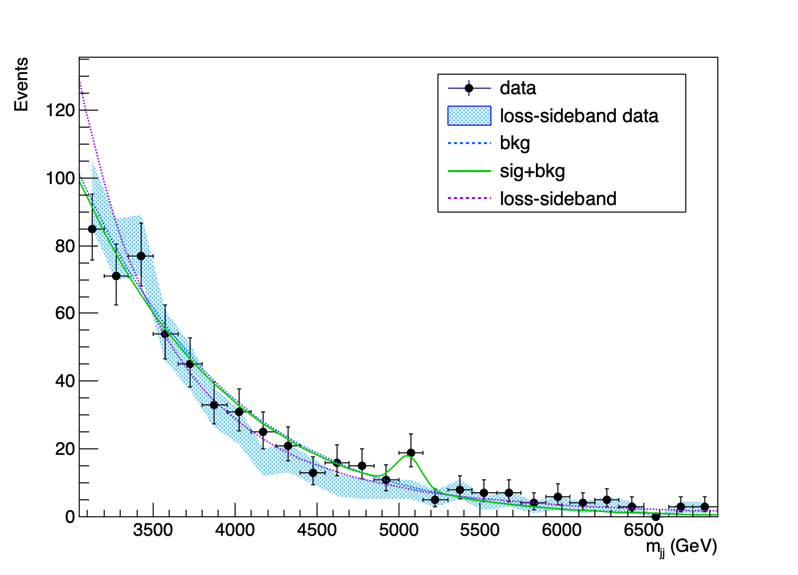 Events
120
100
80
60
40
20
0
data
loss-sideband data
bkg
sig+bkg
loss-sideband
3500 4000 4500 5000 5500 6000 6500
m_jj (GeV)